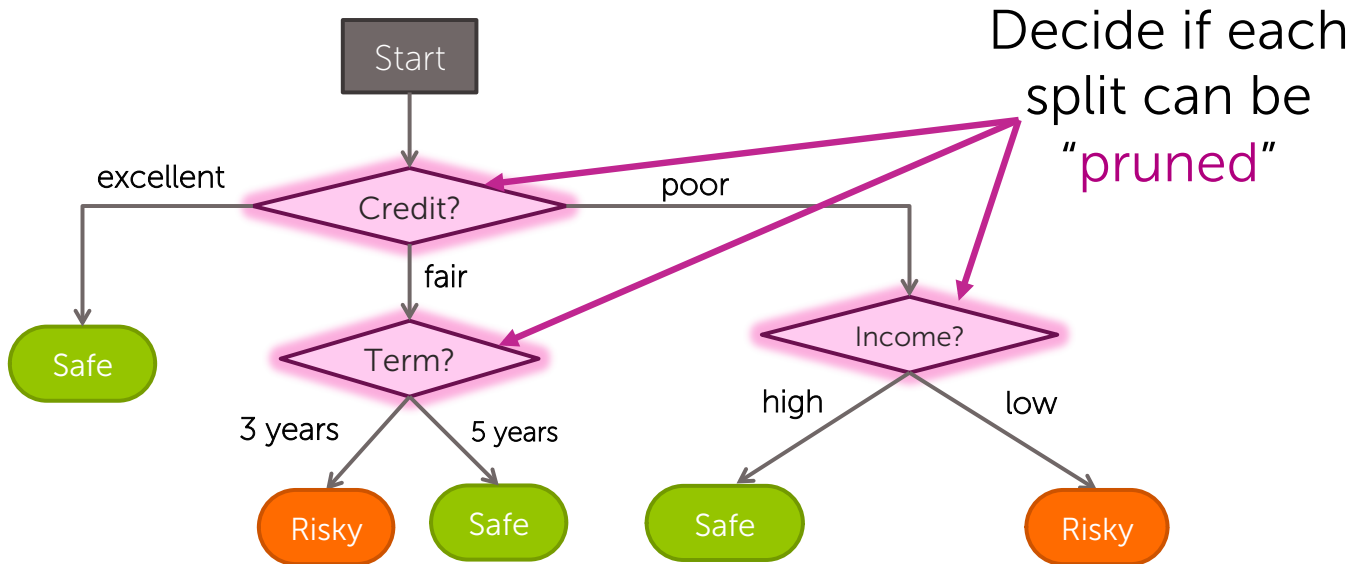 Decide if each
split can be
“pruned”
Start
excellent
Credit?
poor
fair
Safe
Term?
Income?
3 years
5 years
high
low
Risky
Safe
Safe
Risky